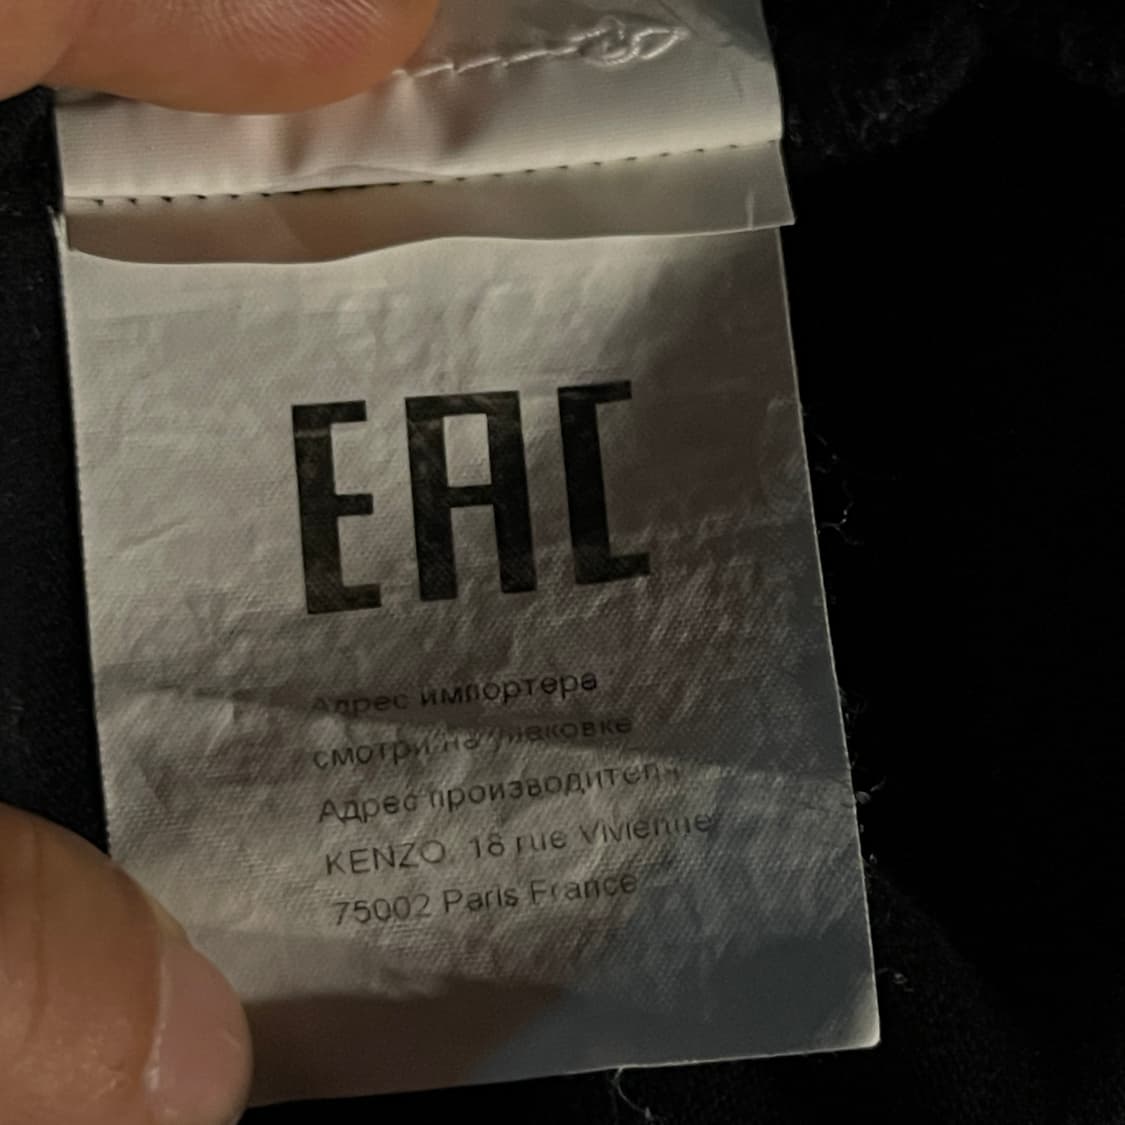 EAC
Адрес импортера
смотри на упаковке
Адрес производителя
KENZO, 18 rue Vivienne
75002 Paris France